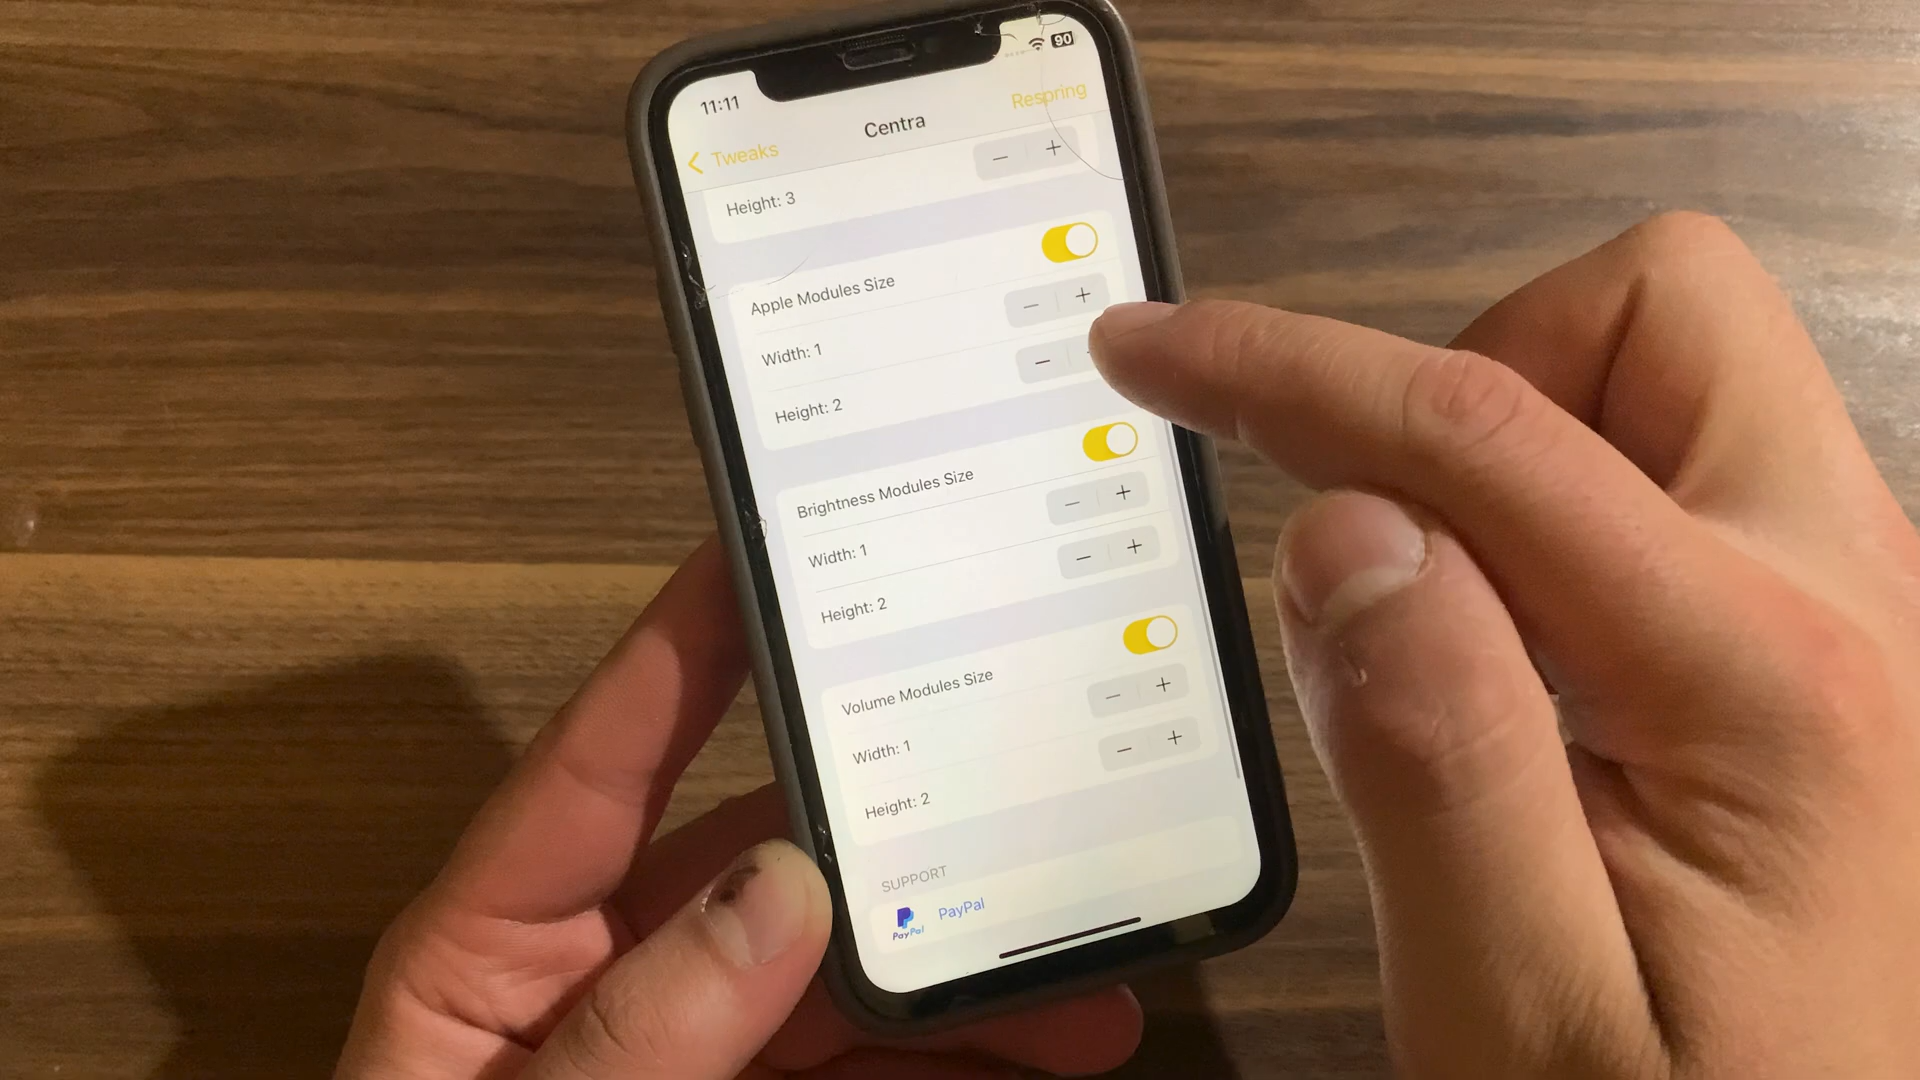 11:11
90
Tweaks
Centra
Respring
Height: 3
Apple Modules Size
Width: 1
Height: 2
Brightness Modules Size
Width: 1
Height: 2
Volume Modules Size
Width: 1
Height: 2
SUPPORT
PayPal
PayPal